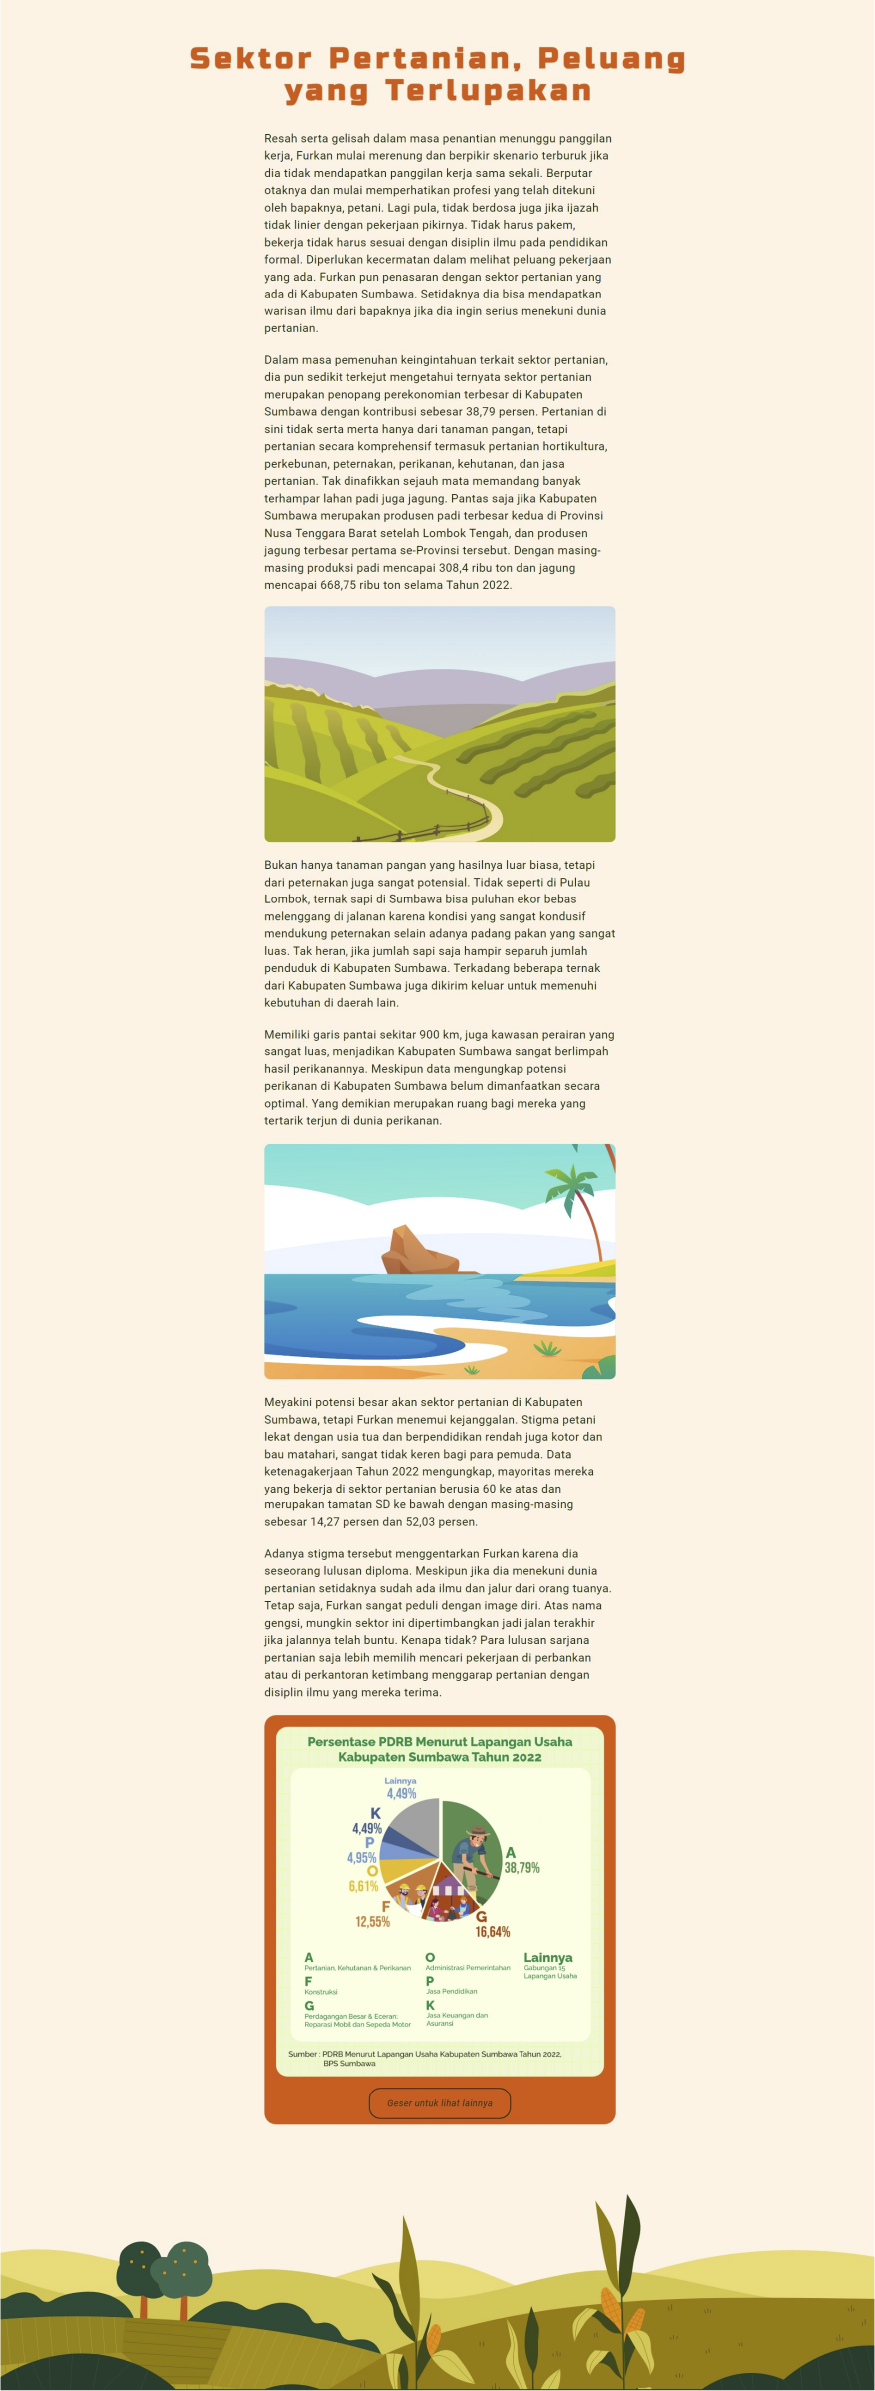 Sektor Pertanian, Peluang
yang Terlupakan
Resah serta gelisah dalam masa penantian menunggu panggilan
kerja, Furkan mulai merenung dan berpikir skenario terburuk jika
dia tidak mendapatkan panggilan kerja sama sekali. Berputar
otaknya dan mulai memperhatikan profesi yang telah ditekuni
oleh bapaknya, petani. Lagi pula, tidak berdosa juga jika ijazah
tidak linier dengan pekerjaan pikirnya. Tidak harus pakem,
bekerja tidak harus sesuai dengan disiplin ilmu pada pendidikan
formal. Diperlukan kecermatan dalam melihat peluang pekerjaan
yang ada. Furkan pun penasaran dengan sektor pertanian yang
ada di Kabupaten Sumbawa. Setidaknya dia bisa mendapatkan
warisan ilmu dari bapaknya jika dia ingin serius menekuni dunia
pertanian.
Dalam masa pemenuhan keingintahuan terkait sektor pertanian,
dia pun sedikit terkejut mengetahui ternyata sektor pertanian
merupakan penopang perekonomian terbesar di Kabupaten
Sumbawa dengan kontribusi sebesar 38,79 persen. Pertanian di
sini tidak serta merta hanya dari tanaman pangan, tetapi
pertanian secara komprehensif termasuk pertanian hortikultura,
perkebunan, peternakan, perikanan, kehutanan, dan jasa
pertanian. Tak dinafikkan sejauh mata memandang banyak
terhampar lahan padi juga jagung. Pantas saja jika Kabupaten
Sumbawa merupakan produsen padi terbesar kedua di Provinsi
Nusa Tenggara Barat setelah Lombok Tengah, dan produsen
jagung terbesar pertama se-Provinsi tersebut. Dengan masing-
masing produksi padi mencapai 308,4 ribu ton dan jagung
mencapai 668,75 ribu ton selama Tahun 2022.
Bukan hanya tanaman pangan yang hasilnya luar biasa, tetapi
dari peternakan juga sangat potensial. Tidak seperti di Pulau
Lombok, ternak sapi di Sumbawa bisa puluhan ekor bebas
melenggang di jalanan karena kondisi yang sangat kondusif
mendukung peternakan selain adanya padang pakan yang sangat
luas. Tak heran, jika jumlah sapi saja hampir separuh jumlah
penduduk di Kabupaten Sumbawa. Terkadang beberapa ternak
dari Kabupaten Sumbawa juga dikirim keluar untuk memenuhi
kebutuhan di daerah lain.
Memiliki garis pantai sekitar 900 km, juga kawasan perairan yang
sangat luas, menjadikan Kabupaten Sumbawa sangat berlimpah
hasil perikanannya. Meskipun data mengungkap potensi
perikanan di Kabupaten Sumbawa belum dimanfaatkan secara
optimal. Yang demikian merupakan ruang bagi mereka yang
tertarik terjun di dunia perikanan.
Meyakini potensi besar akan sektor pertanian di Kabupaten
Sumbawa, tetapi Furkan menemui kejanggalan. Stigma petani
lekat dengan usia tua dan berpendidikan rendah juga kotor dan
bau matahari, sangat tidak keren bagi para pemuda. Data
ketenagakerjaan Tahun 2022 mengungkap, mayoritas mereka
yang bekerja di sektor pertanian berusia 60 ke atas dan
merupakan tamatan SD ke bawah dengan masing-masing
sebesar 14,27 persen dan 52,03 persen.
Adanya stigma tersebut menggentarkan Furkan karena dia
seseorang lulusan diploma. Meskipun jika dia menekuni dunia
pertanian setidaknya sudah ada ilmu dan jalur dari orang tuanya.
Tetap saja, Furkan sangat peduli dengan image diri. Atas nama
gengsi, mungkin sektor ini dipertimbangkan jadi jalan terakhir
jika jalannya telah buntu. Kenapa tidak? Para lulusan sarjana
pertanian saja lebih memilih mencari pekerjaan di perbankan
atau di perkantoran ketimbang menggarap pertanian dengan
disiplin ilmu yang mereka terima.
Persentase PDRB Menurut Lapangan Usaha
Kabupaten Sumbawa Tahun 2022
Lainnya
4,49%
K
4,49%
P
4,95%
O
6,61%
F
12,55%
A
38,79%
G
16,64%
A
Pertanian, Kehutanan & Perikanan
F
Konstruksi
G
Perdagangan Besar & Eceran;
Reparasi Mobil dan Sepeda Motor
O
Administrasi Pemerintahan
P
Jasa Pendidikan
K
Jasa Keuangan dan
Asuransi
Lainnya
Gabungan 15
Lapangan Usaha
Sumber : PDRB Menurut Lapangan Usaha Kabupaten Sumbawa Tahun 2022,
BPS Sumbawa
Geser untuk lihat lainnya